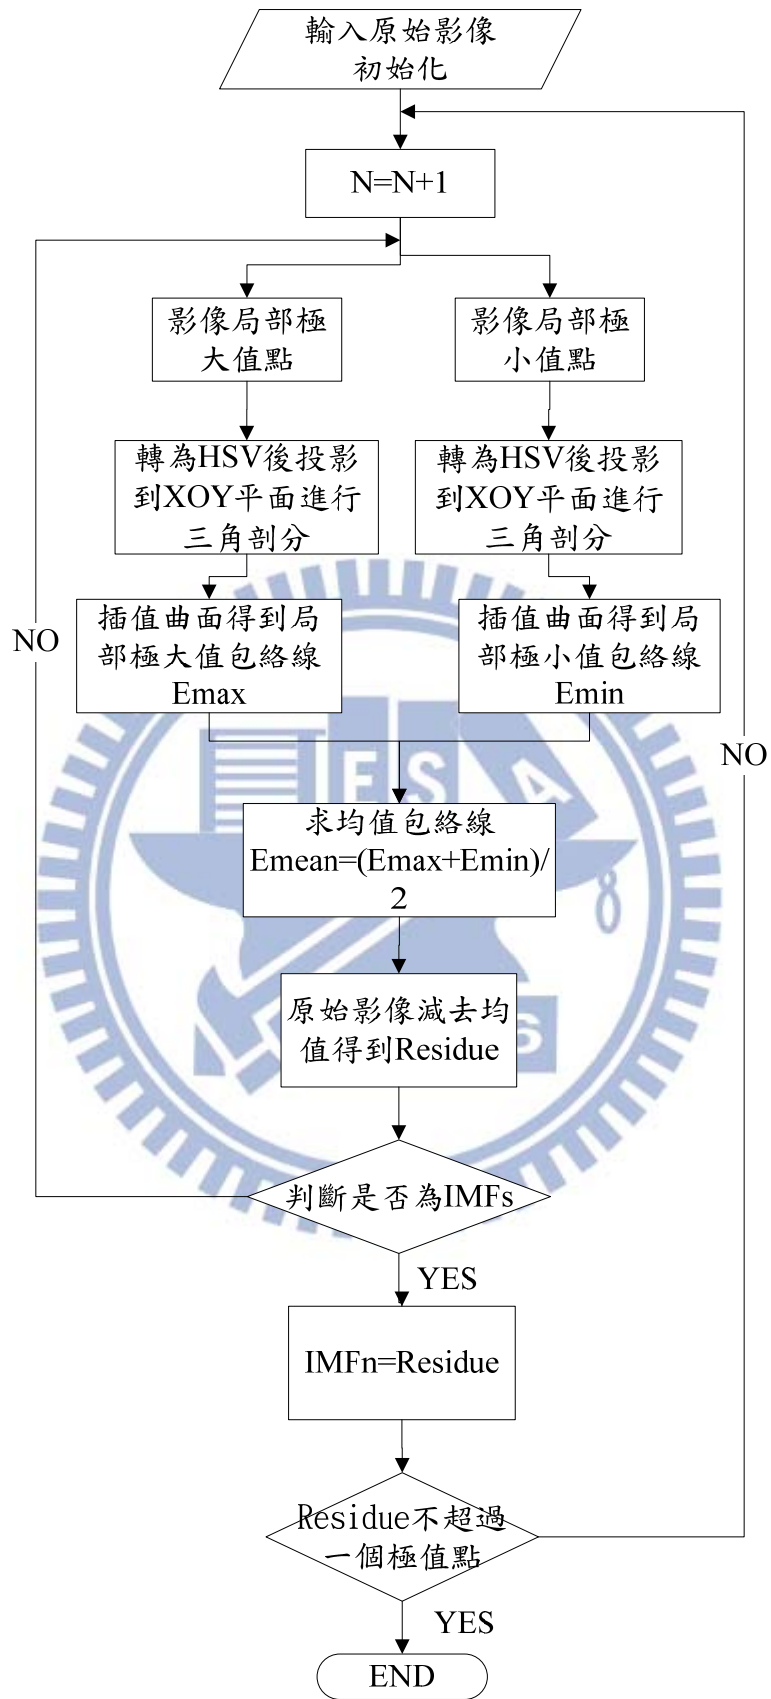 輸入原始影像
初始化
N=N+1
影像局部極
大值點
影像局部極
小值點
轉為HSV後投影
到XOY平面進行
三角剖分
轉為HSV後投影
到XOY平面進行
三角剖分
插值曲面得到局
部極大值包絡線
Emax
插值曲面得到局
部極小值包絡線
Emin
NO
NO
E S A
求均值包絡線
Emean=(Emax+Emin)/
2
原始影像減去均
值得到Residue
6
判斷是否為IMFs
YES
IMFn=Residue
Residue不超過
一個極值點
YES
END